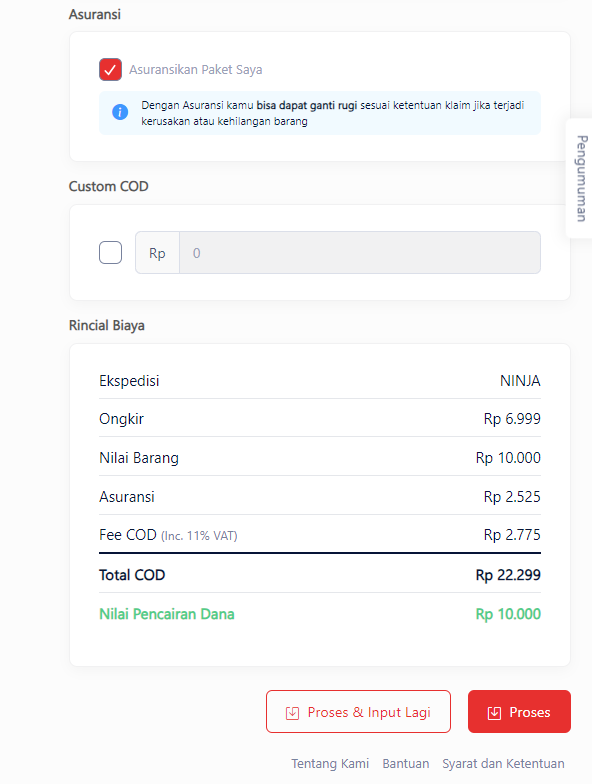 Asuransi
Asuransikan Paket Saya
Dengan Asuransi kamu bisa dapat ganti rugi sesuai ketentuan klaim jika terjadi
kerusakan atau kehilangan barang
Pengumuman
Custom COD
Rp 0
Rincial Biaya
Ekspedisi NINJA
Ongkir Rp 6.999
Nilai Barang Rp 10.000
Asuransi Rp 2.525
Fee COD (Inc. 11% VAT) Rp 2.775
Total COD Rp 22.299
Nilai Pencairan Dana Rp 10.000
Proses & Input Lagi Proses
Tentang Kami Bantuan Syarat dan Ketentuan